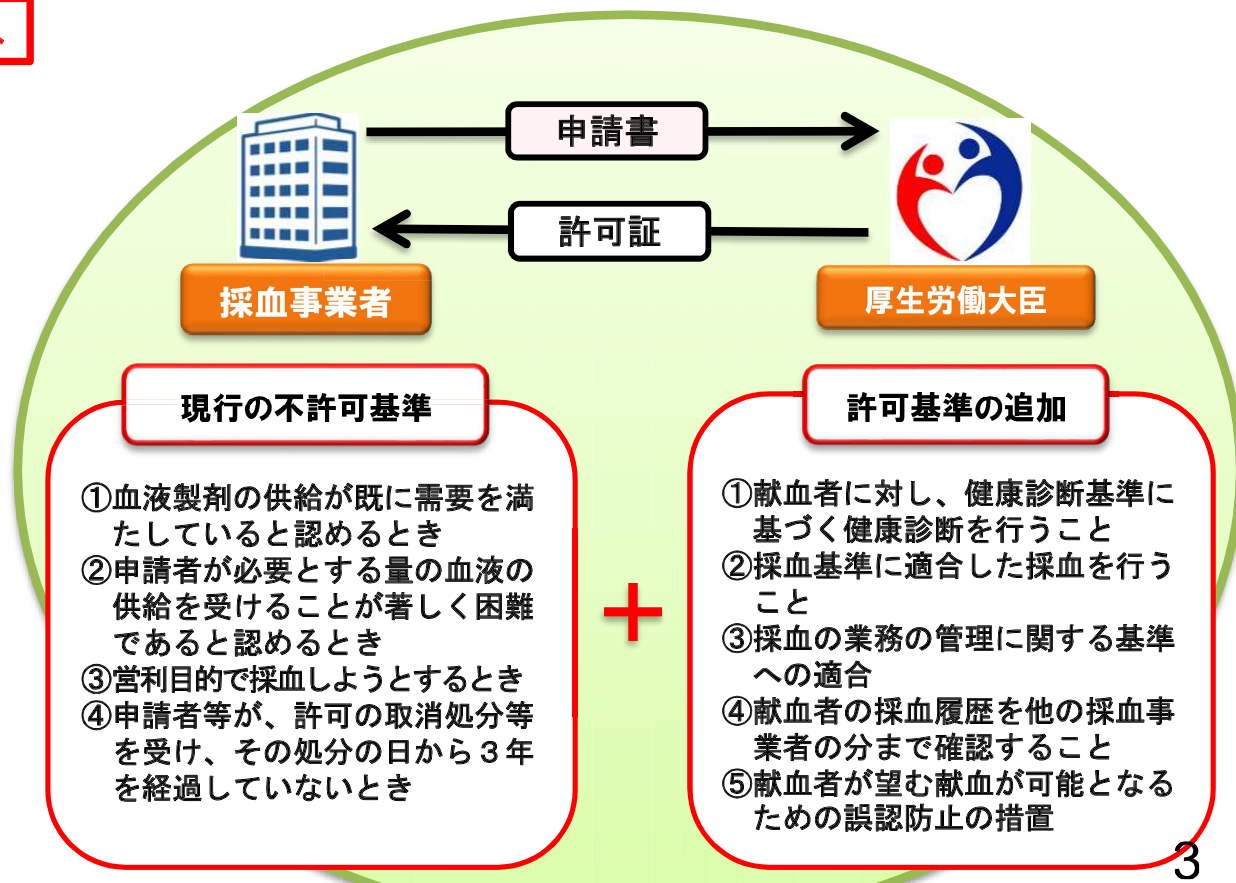 申請書
許可証
採血事業者
厚生労働大臣
現行の不許可基準
①血液製剤の供給が既に需要を満
たしていると認めるとき
②申請者が必要とする量の血液の
供給を受けることが著しく困難
であると認めるとき
③営利目的で採血しようとするとき
④申請者等が、許可の取消処分等
を受け、その処分の日から３年
を経過していないとき
＋
許可基準の追加
①献血者に対し、健康診断基準に
基づく健康診断を行うこと
②採血基準に適合した採血を行う
こと
③採血の業務の管理に関する基準
への適合
④献血者の採血履歴を他の採血事
業者の分まで確認すること
⑤献血者が望む献血が可能となる
ための誤認防止の措置
3